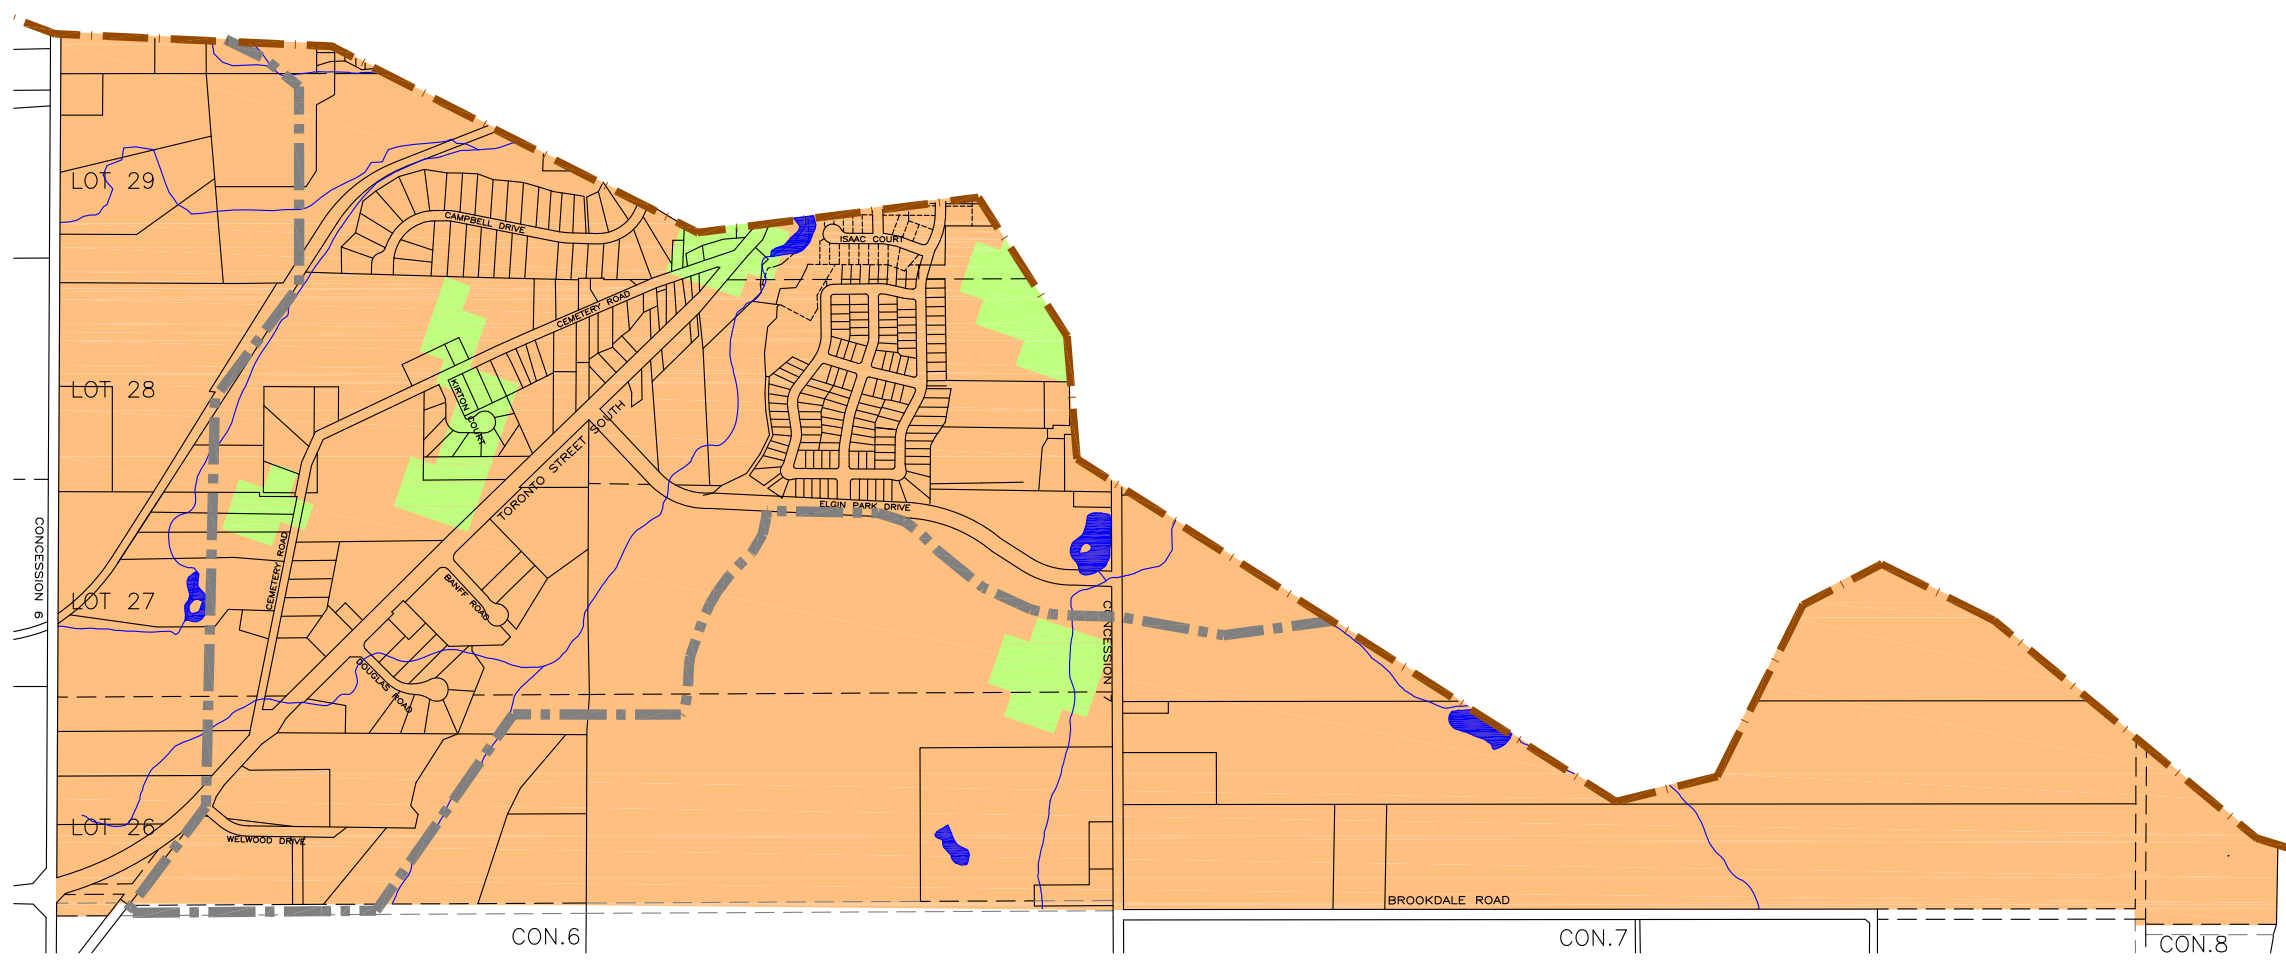 LOT 29
CAMPBELL DRIVE
ISAAC COURT
CEMETERY ROAD
LOT 28
KIRTON COURT
TORONTO STREET SOUTH
ELGIN PARK DRIVE
CONCESSION 6
CEMETERY ROAD
LOT 27
BANFF ROAD
CONCESSION 7
DOUGLAS ROAD
LOT 26
WELWOOD DRIVE
BROOKDALE ROAD
CON.6
CON.7
CON.8